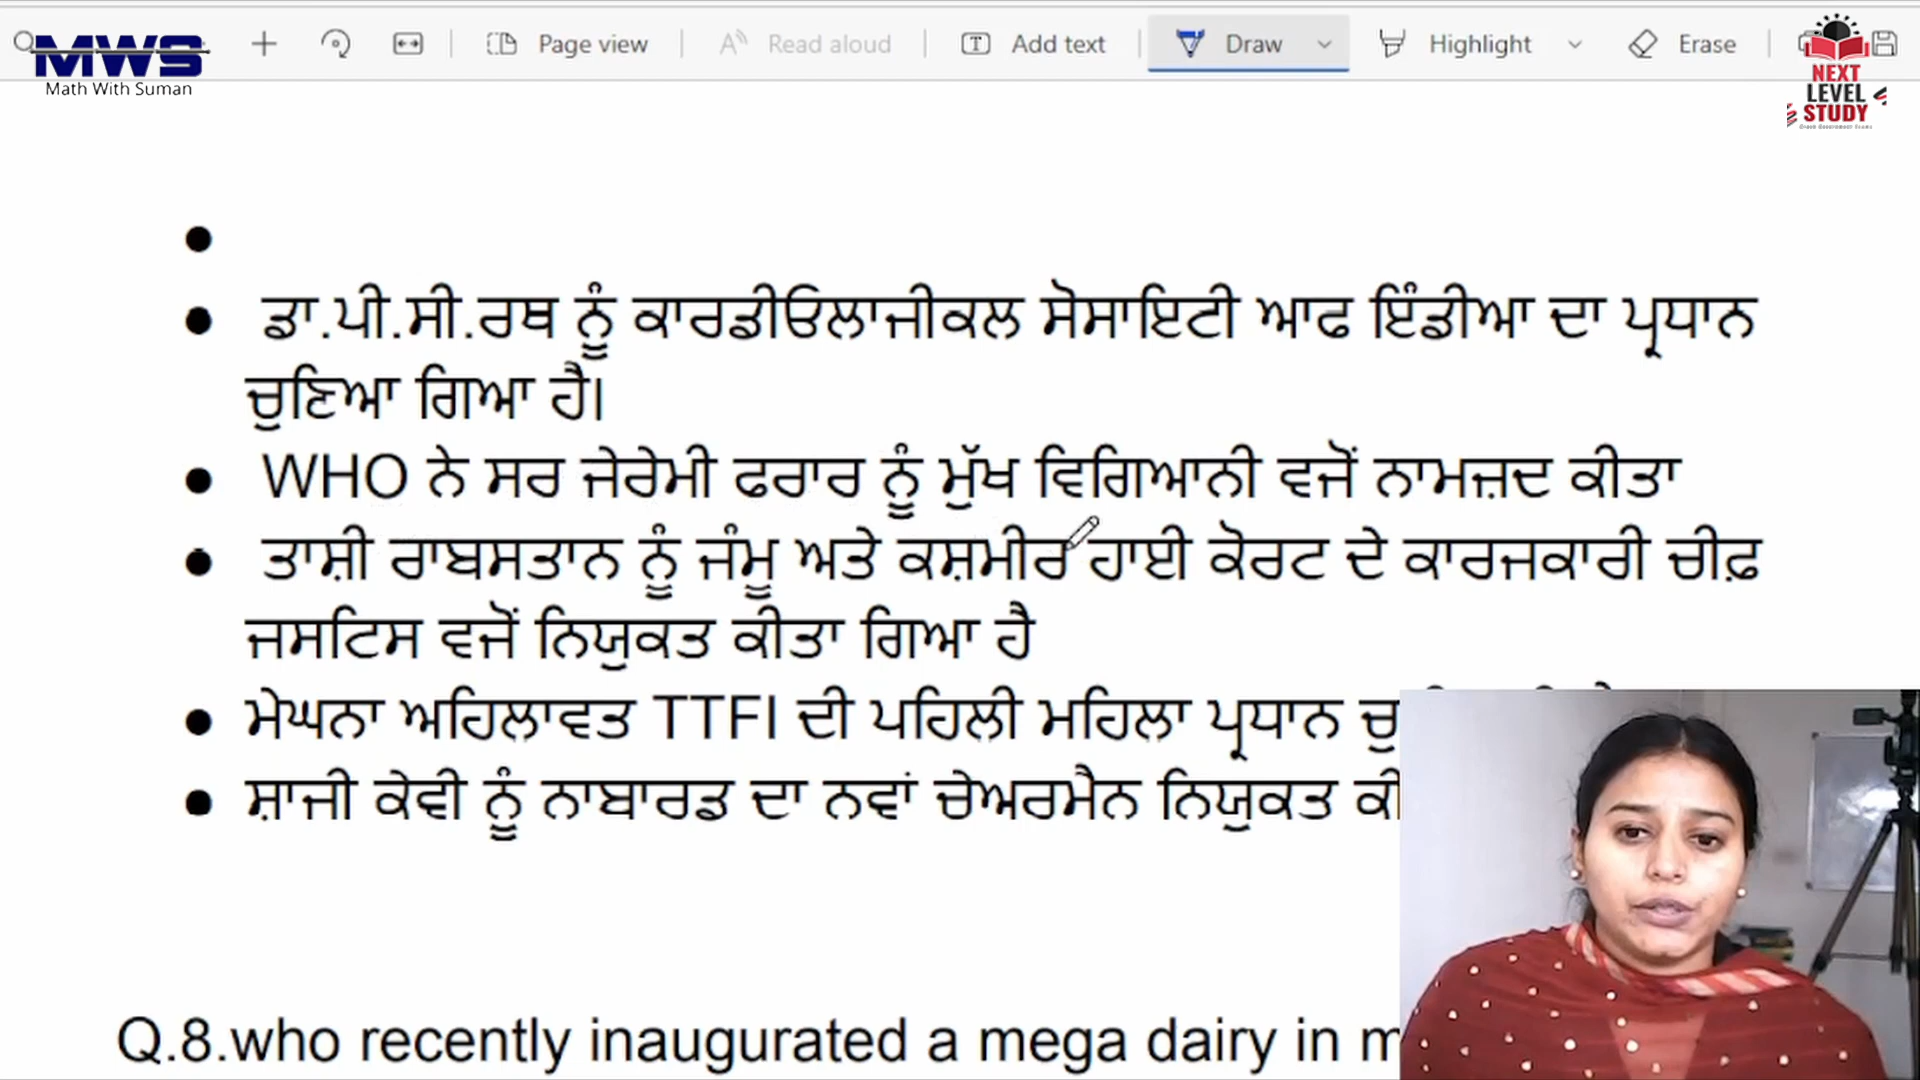 MWS
Math With Suman
Page view
Read aloud
Add text
Draw
Highlight
Erase
NEXT
LEVEL
STUDY
ਡਾ.ਪੀ.ਸੀ.ਰਥ ਨੂੰ ਕਾਰਡੀਓਲਾਜੀਕਲ ਸੋਸਾਇਟੀ ਆਫ ਇੰਡੀਆ ਦਾ ਪ੍ਰਧਾਨ
ਚੁਣਿਆ ਗਿਆ ਹੈ।
WHO ਨੇ ਸਰ ਜੇਰੇਮੀ ਫਰਾਰ ਨੂੰ ਮੁੱਖ ਵਿਗਿਆਨੀ ਵਜੋਂ ਨਾਮਜ਼ਦ ਕੀਤਾ
ਤਾਸ਼ੀ ਰਾਬਸਤਾਨ ਨੂੰ ਜੰਮੂ ਅਤੇ ਕਸ਼ਮੀਰ ਹਾਈ ਕੋਰਟ ਦੇ ਕਾਰਜਕਾਰੀ ਚੀਫ਼
ਜਸਟਿਸ ਵਜੋਂ ਨਿਯੁਕਤ ਕੀਤਾ ਗਿਆ ਹੈ
ਮੇਘਨਾ ਅਹਿਲਾਵਤ TTFI ਦੀ ਪਹਿਲੀ ਮਹਿਲਾ ਪ੍ਰਧਾਨ
ਸ਼ਾਜੀ ਕੇਵੀ ਨੂੰ ਨਾਬਾਰਡ ਦਾ ਨਵਾਂ ਚੇਅਰਮੈਨ ਨਿਯੁਕਤ
Q.8.who recently inaugurated a mega dairy in